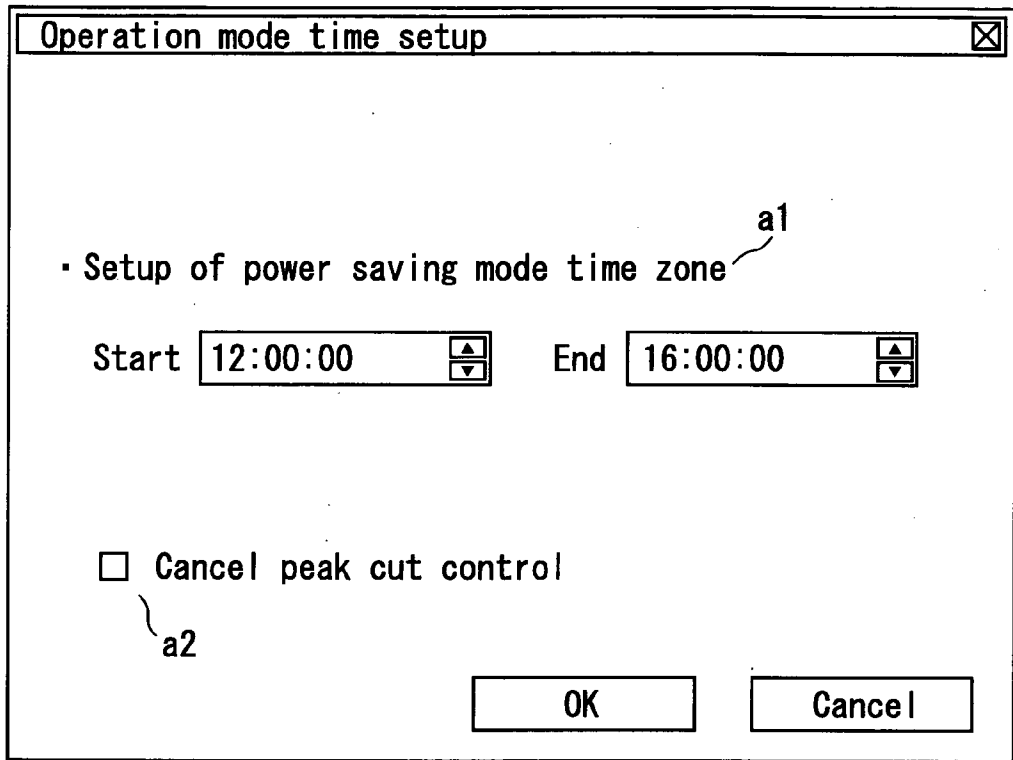 Operation mode time setup
a1
・Setup of power saving mode time zone
Start 12:00:00 End 16:00:00
Cancel peak cut control
a2
OK Cancel